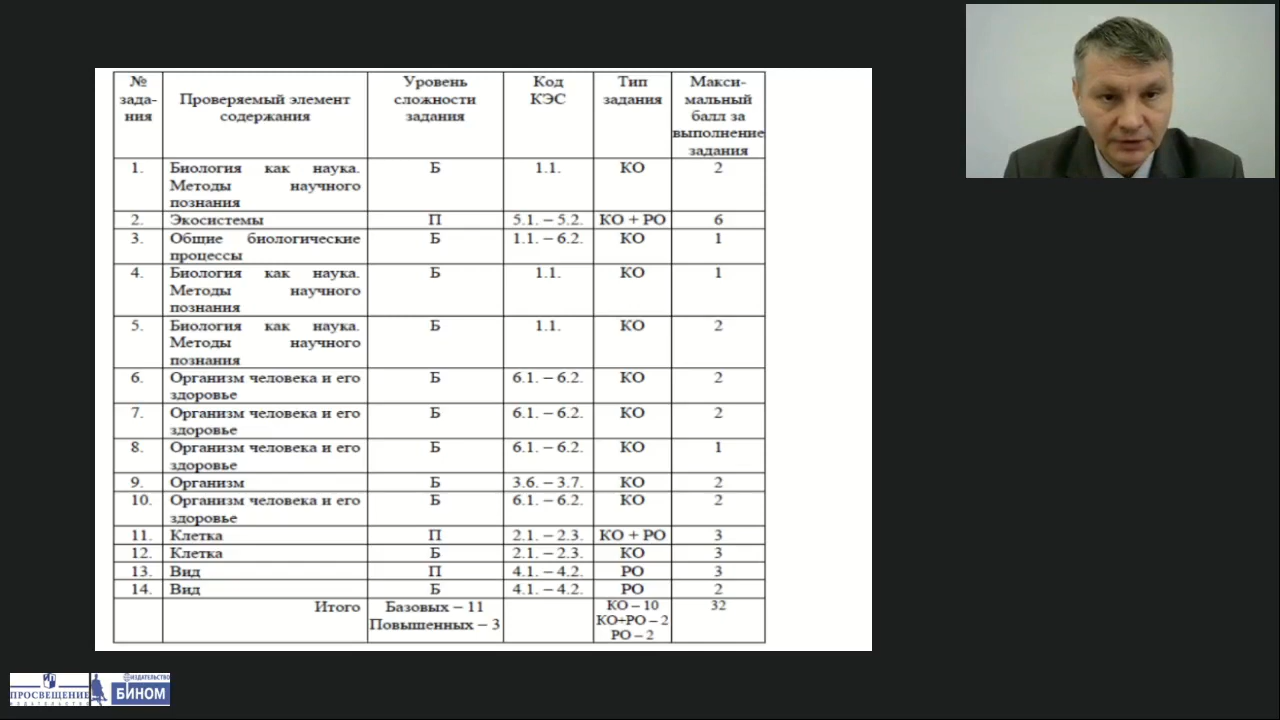 № зада-ния Проверяемый элемент содержания Уровень сложности задания Код КЭС Тип задания Макси-мальный балл за выполнение задания
1. Биология как наука. Б 1.1. КО 2
Методы научного
познания
2. Экосистемы П 5.1. – 5.2. КО + РО 6
3. Общие биологические Б 1.1. – 6.2. КО 1
процессы
4. Биология как наука. Б 1.1. КО 1
Методы научного
познания
5. Биология как наука. Б 1.1. КО 2
Методы научного
познания
6. Организм человека и его Б 6.1. – 6.2. КО 2
здоровье
7. Организм человека и его Б 6.1. – 6.2. КО 2
здоровье
8. Организм человека и его Б 6.1. – 6.2. КО 1
здоровье
9. Организм Б 3.6. – 3.7. КО 2
10. Организм человека и его Б 6.1. – 6.2. КО 2
здоровье
11. Клетка П 2.1. – 2.3. КО + РО 3
12. Клетка Б 2.1. – 2.3. КО 3
13. Вид П 4.1. – 4.2. РО 3
14. Вид Б 4.1. – 4.2. РО 2
Итого Базовых – 11 КО – 10 32
Повышенных – 3 КО+РО – 2
РО – 2
ПРОСВЕЩЕНИЕ
ИЗДАТЕЛЬСТВО
ИЗДАТЕЛЬСТВО
БИНОМ